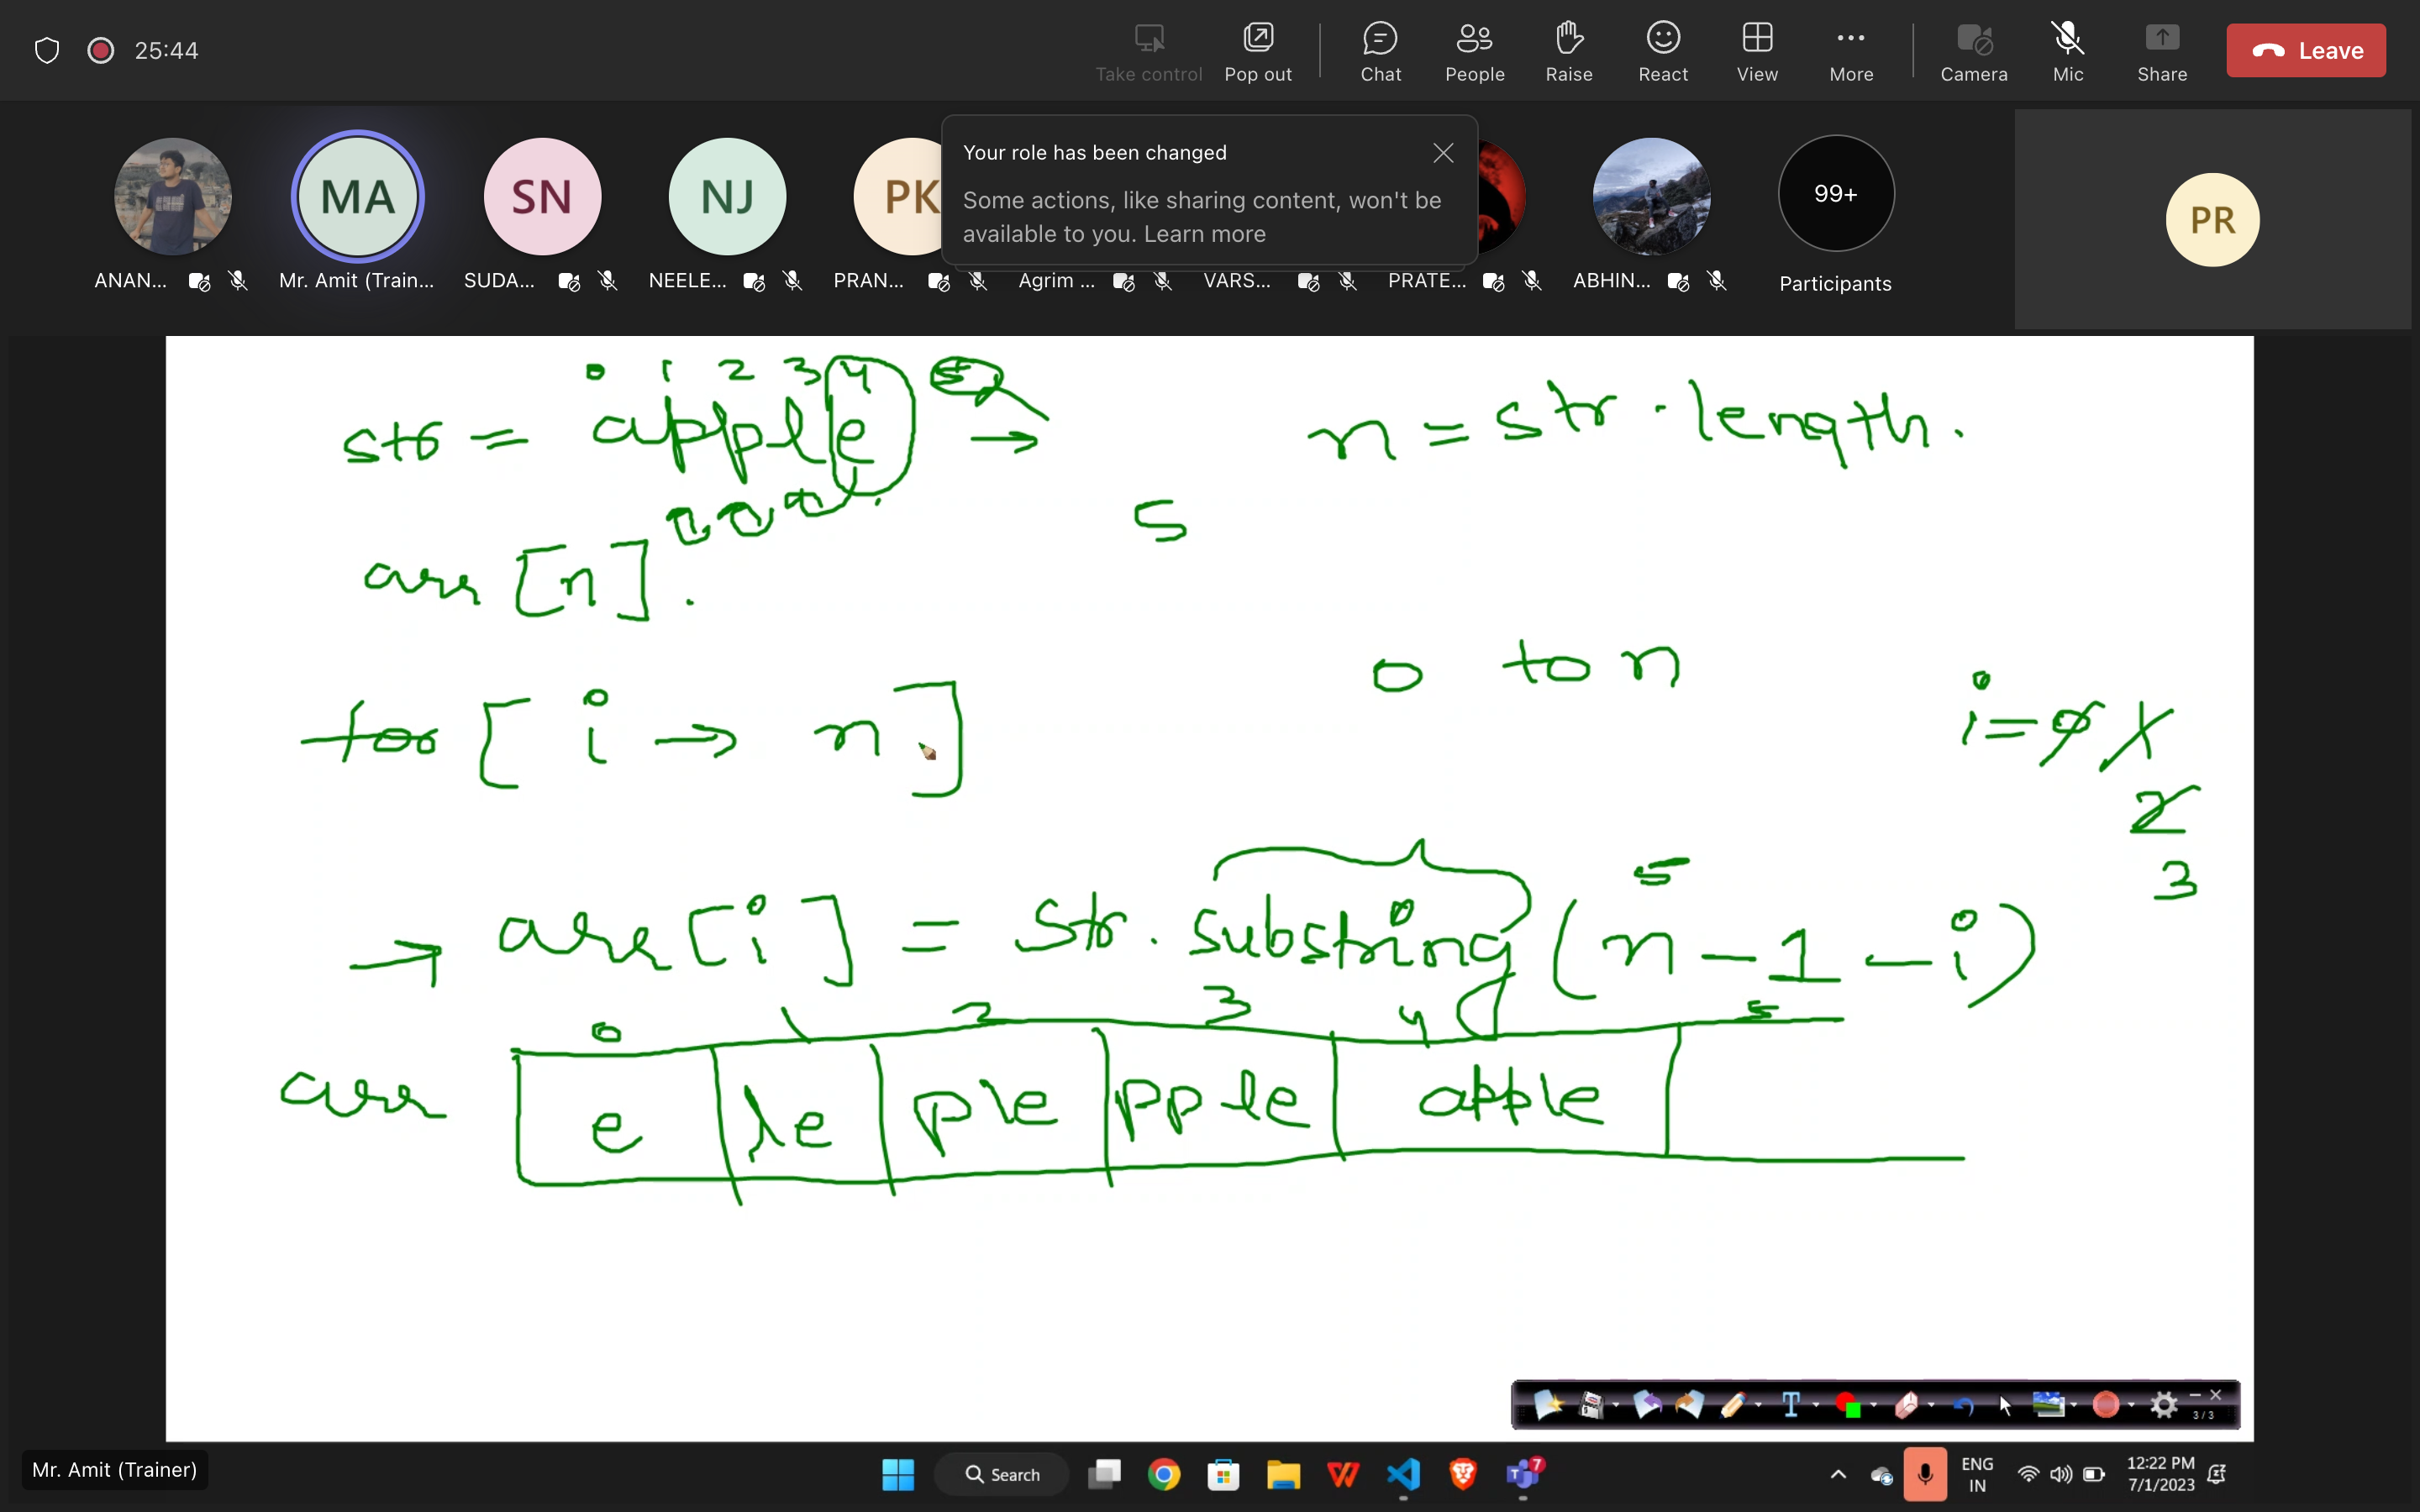 25:44
Take control Pop out Chat People Raise React View More Camera Mic Share Leave
MA SN NJ PK 99+ PR
Your role has been changed
Some actions, like sharing content, won't be
available to you. Learn more
ANAN... Mr. Amit (Train... SUDA... NEELE... PRAN... Agrim ... VARS... PRATE... ABHIN... Participants
0 1 2 3 4 5
str = apple → n = str.length.
5
arr [n].
0 to n
for [ i → n ]
i = 0 1
2
3
5
→ arr[i] = str.substring (n-1-i)
0 1 2 3 4 5
arr e le ple pple apple
3/3
Mr. Amit (Trainer)
Search
7
ENG
IN
12:22 PM
7/1/2023